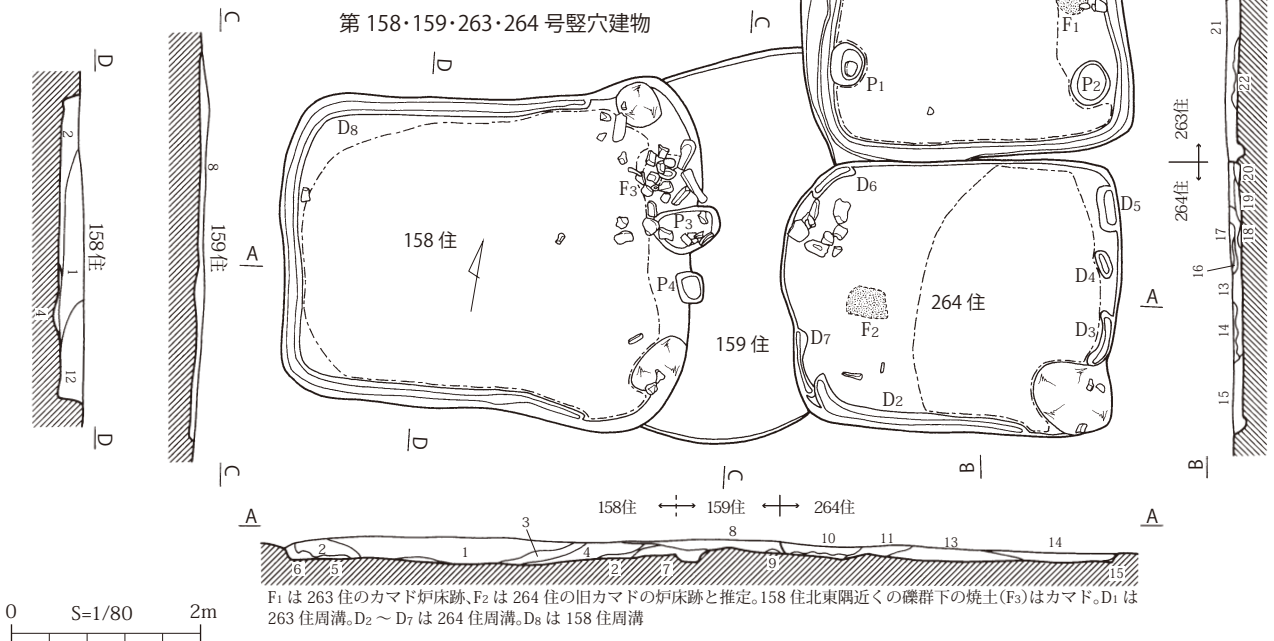 第 158･159･263･264 号竪穴建物
C
C
D
D
D8
F3
P3
P4
158 住
159 住
A
A
F1
P1
P2
D6
D5
D4
D3
D7
D2
F2
264 住
D
C
B
C
D
2
1
4
12
158住
D
C
8
159住
C
21
22
263住
264住
20
19
18
17
16
13
14
15
B
158住
159住
264住
A
A
3
2
1
4
8
10
11
13
14
6
5
2
7
9
15
F1 は 263 住のカマド炉床跡、F2 は 264 住の旧カマドの炉床跡と推定。158 住北東隅近くの礫群下の焼土(F3)はカマド。D1 は
263 住周溝。D2 ～ D7 は 264 住周溝。D8 は 158 住周溝
0 S=1/80 2m